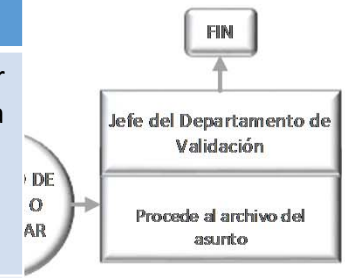 FIN
Jefe del Departamento de
Validación
DE
O
AR
Procede al archivo del
asunto